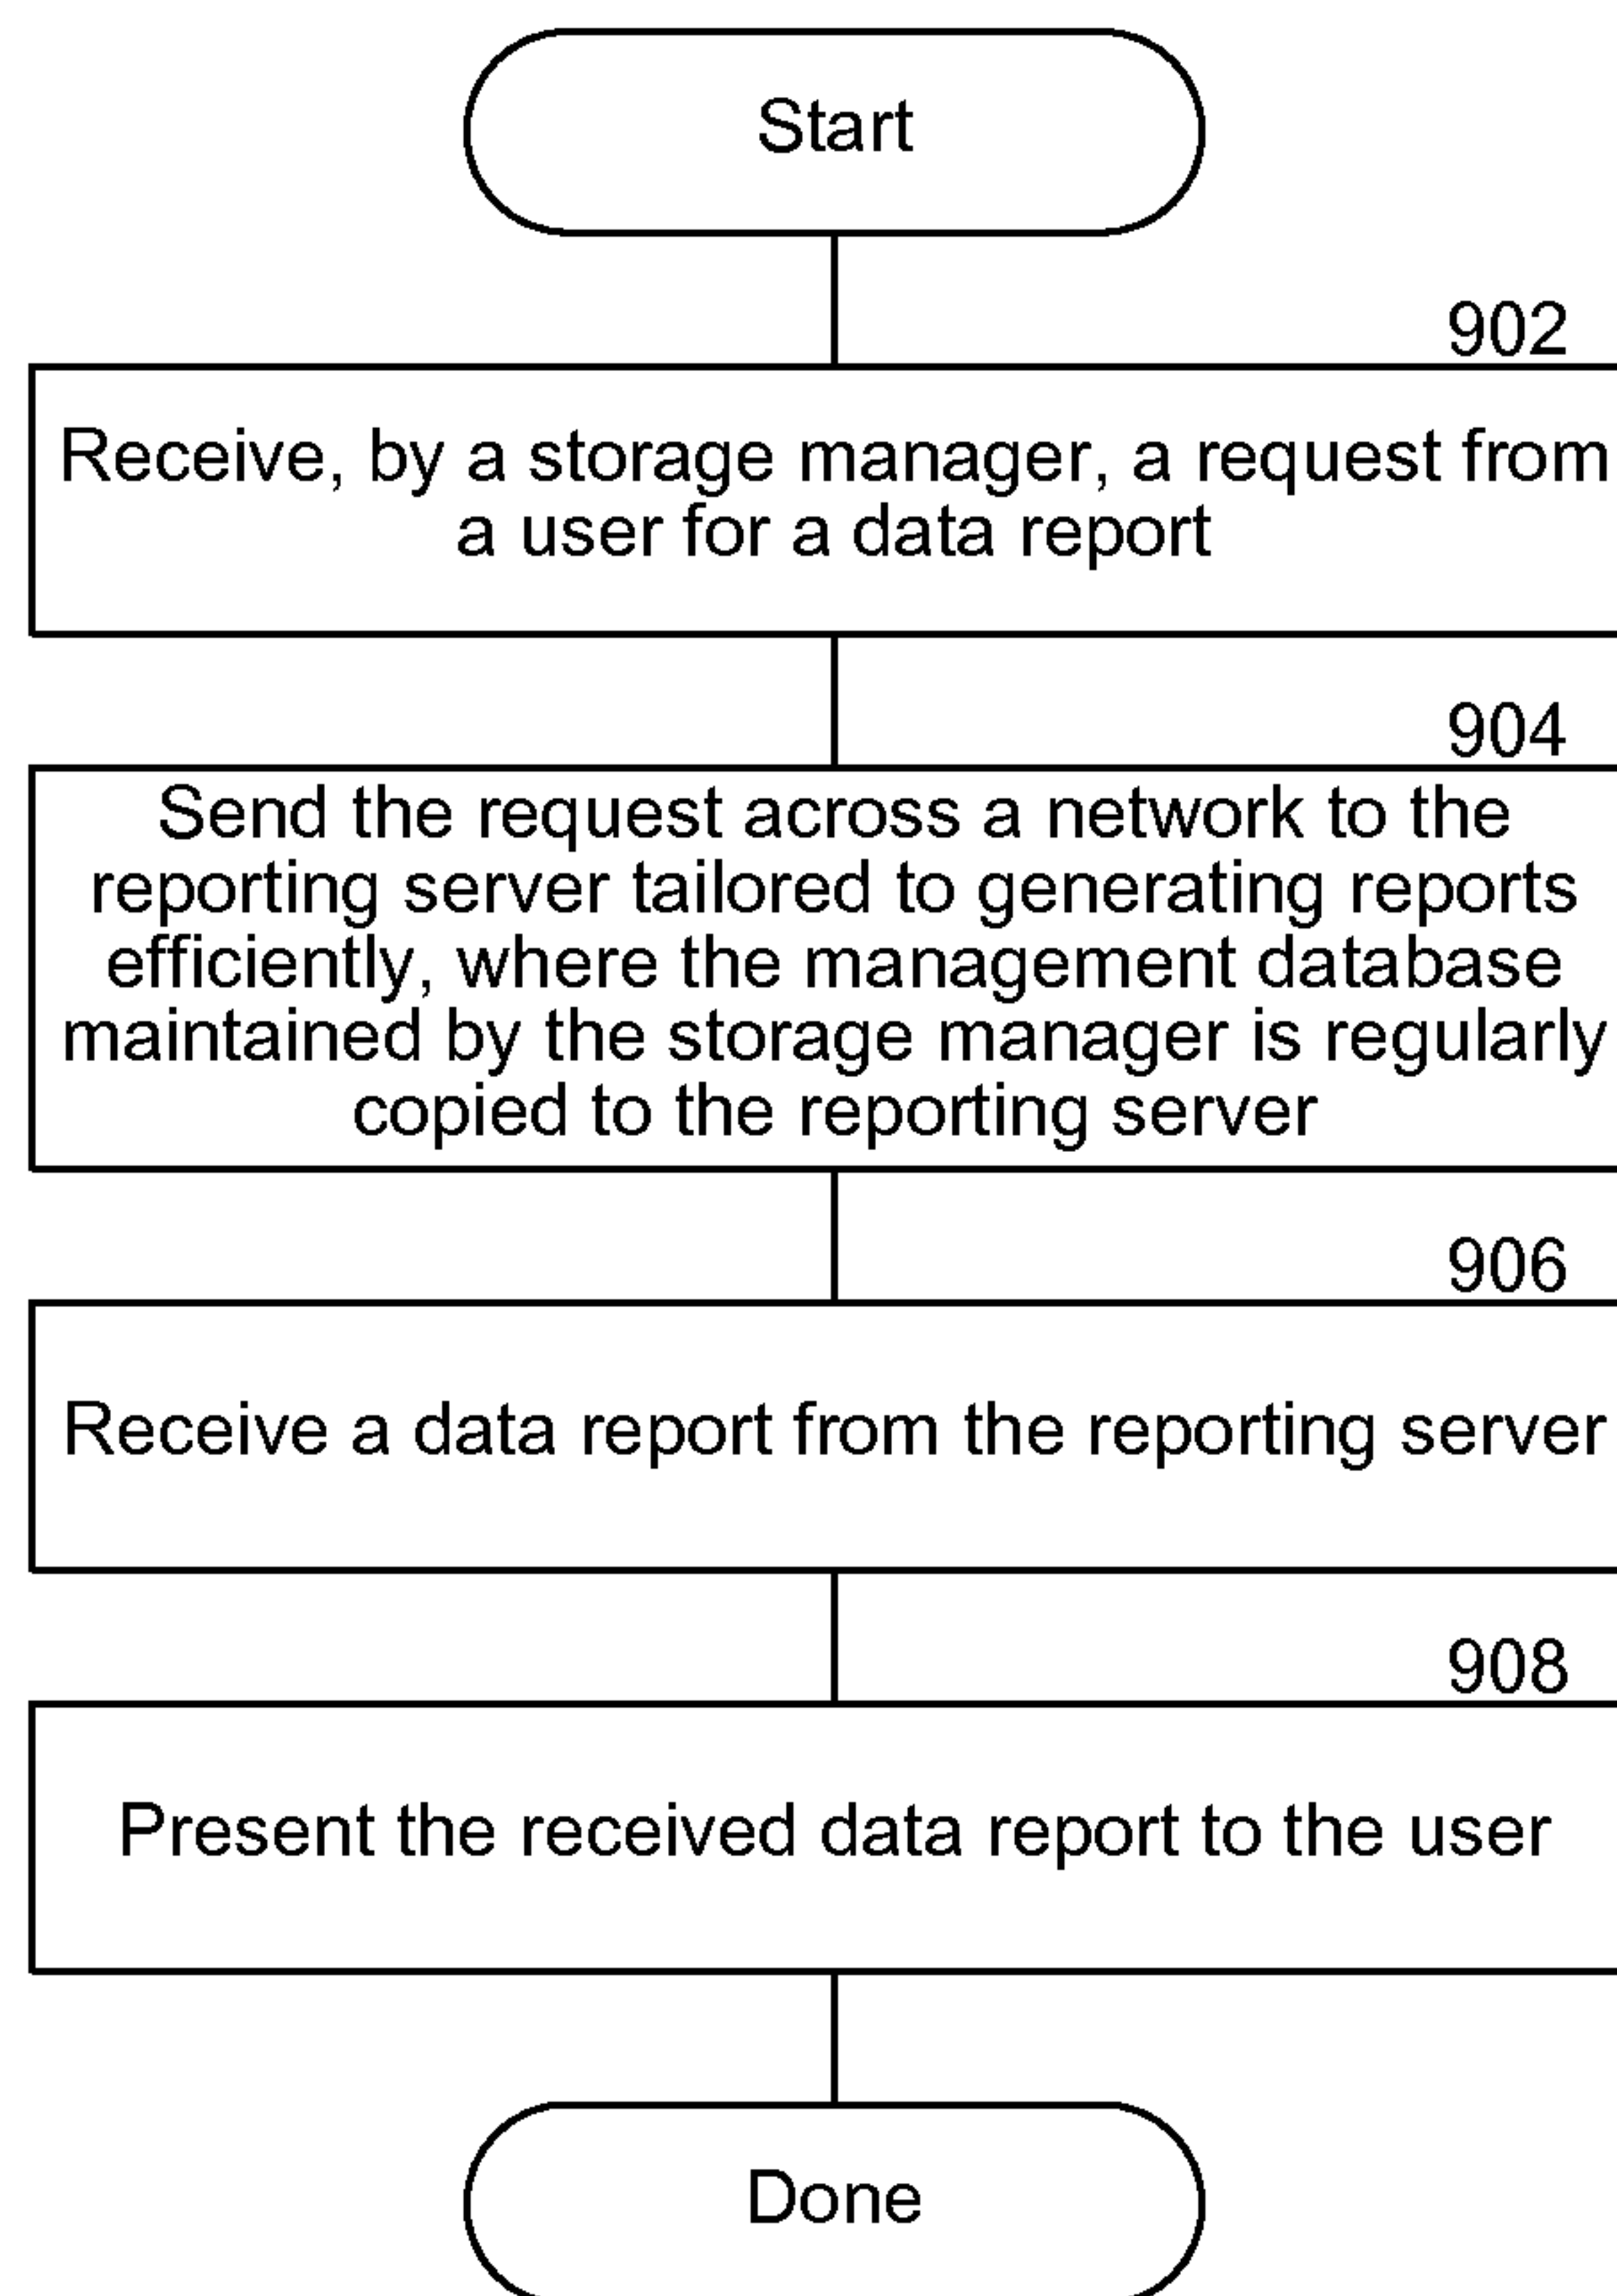 Start
902
Receive, by a storage manager, a request from
a user for a data report
904
Send the request across a network to the
reporting server tailored to generating reports
efficiently, where the management database
maintained by the storage manager is regularly
copied to the reporting server
906
Receive a data report from the reporting server
908
Present the received data report to the user
Done